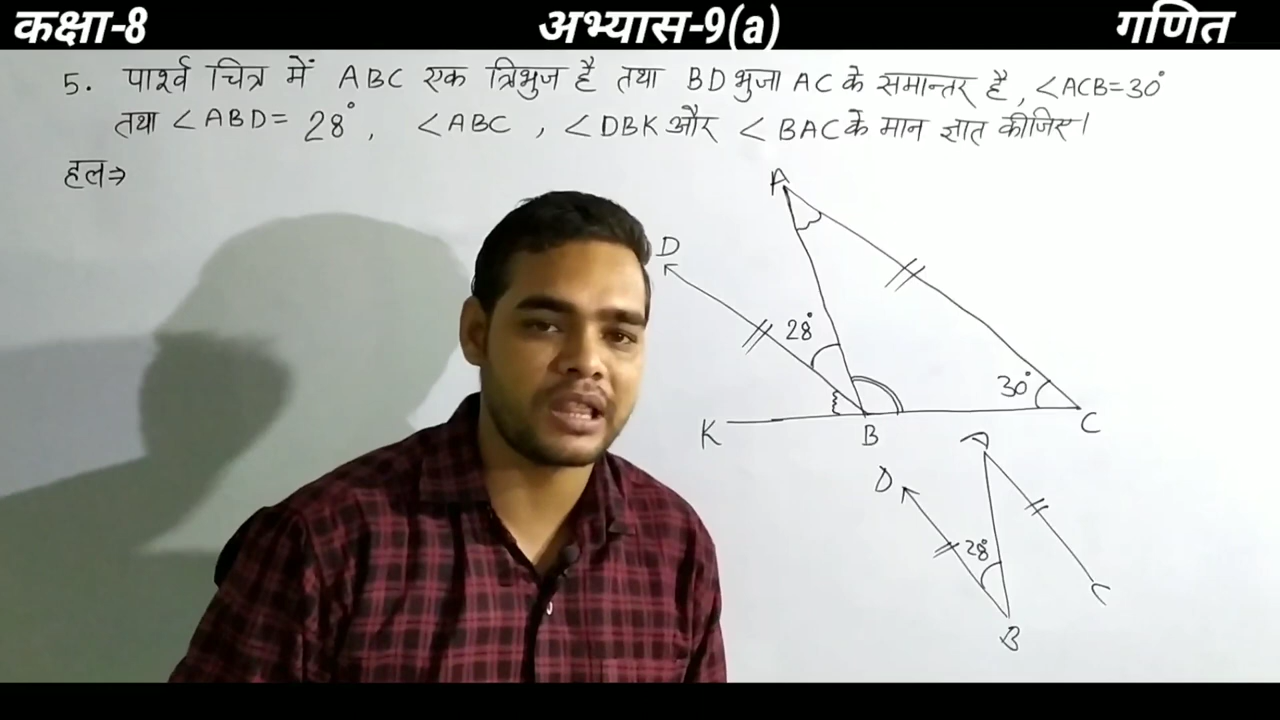 कक्षा-8 अभ्यास-9(a) गणित
5. पार्श्व चित्र में ABC एक त्रिभुज है तथा BD भुजा AC के समान्तर है, ∠ACB=30°
तथा ∠ABD= 28°, ∠ABC , ∠DBK और ∠BAC के मान ज्ञात कीजिए।
हल⇒
A
D
28°
30°
K
B
C
A
D
28°
C
B